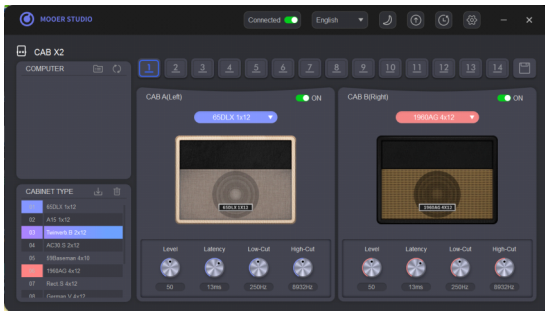 MOOER STUDIO
Connected
English
CAB X2
COMPUTER
1 2 3 4 5 6 7 8 9 10 11 12 13 14
CAB A(Left)
ON
CAB B(Right)
ON
65DLX 1x12
1960AG 4x12
65DLX 1X12
1960AG 4X12
CABINET TYPE
65DLX 1x12
02 A15 1x12
03 Twinverb B 2x12
04 AC30 S 2x12
05 59Bassman 4x10
1960AG 4x12
07 Rect S 4x12
08 German V 4x12
Level Latency Low-Cut High-Cut
50 13ms 250Hz 8932Hz
Level Latency Low-Cut High-Cut
50 13ms 250Hz 8932Hz